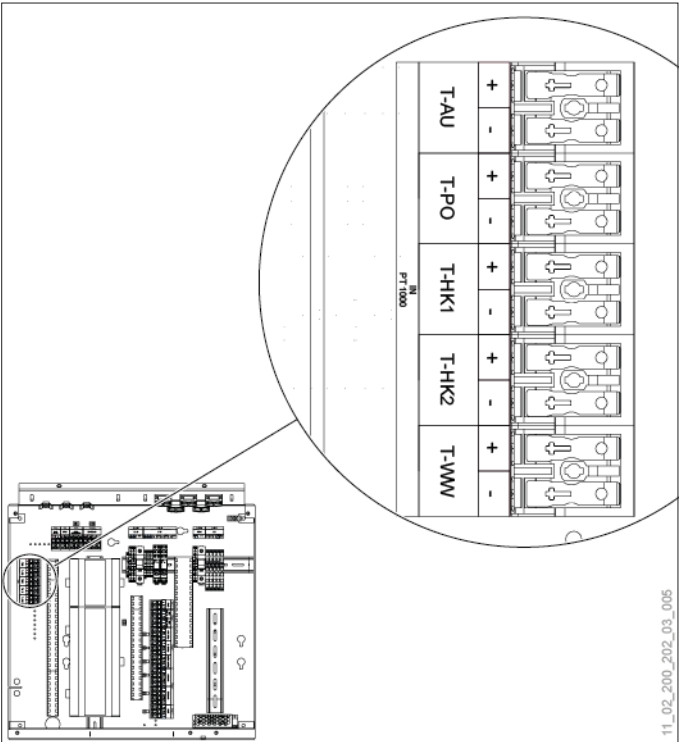 T-AU
+
-
T-PO
+
-
T-HK1
+
-
T-HK2
+
-
T-WW
+
-
IN
PT 1000
11_02_200_202_03_005